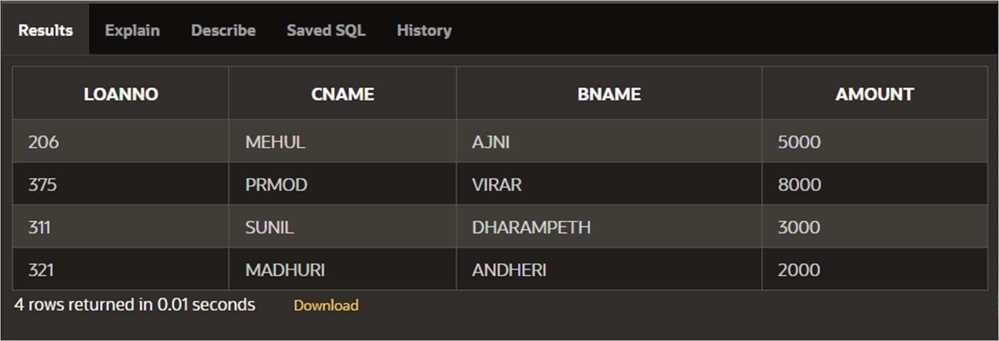 Results Explain Describe Saved SQL History
LOANNO CNAME BNAME AMOUNT
206 MEHUL AJNI 5000
375 PRMOD VIRAR 8000
311 SUNIL DHARAMPETH 3000
321 MADHURI ANDHERI 2000
4 rows returned in 0.01 seconds Download